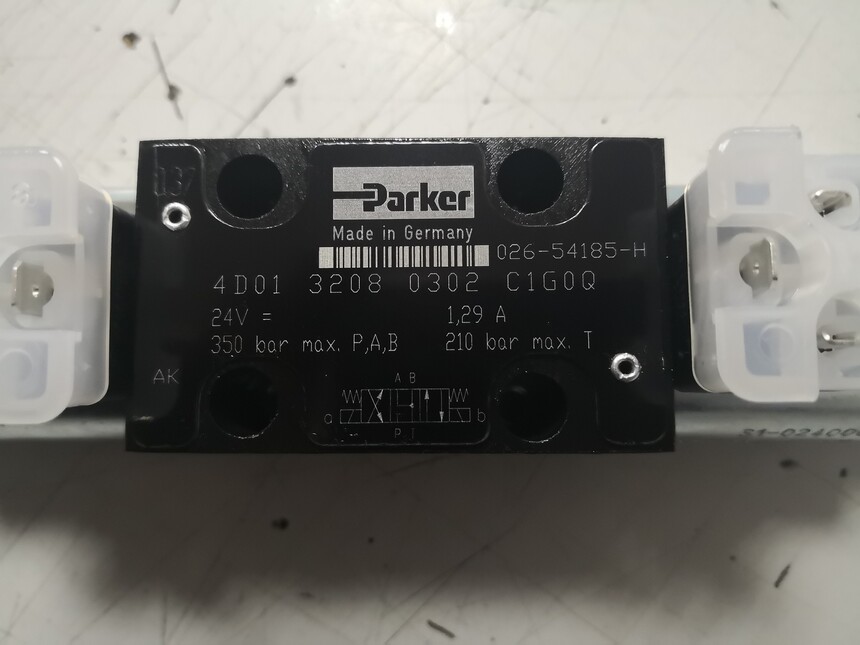 137
Parker
Made in Germany
026-54185-H
4D01 3208 0302 C1G0Q
24V = 1,29 A
350 bar max. P,A,B 210 bar max. T
AK
A B
a b
P T